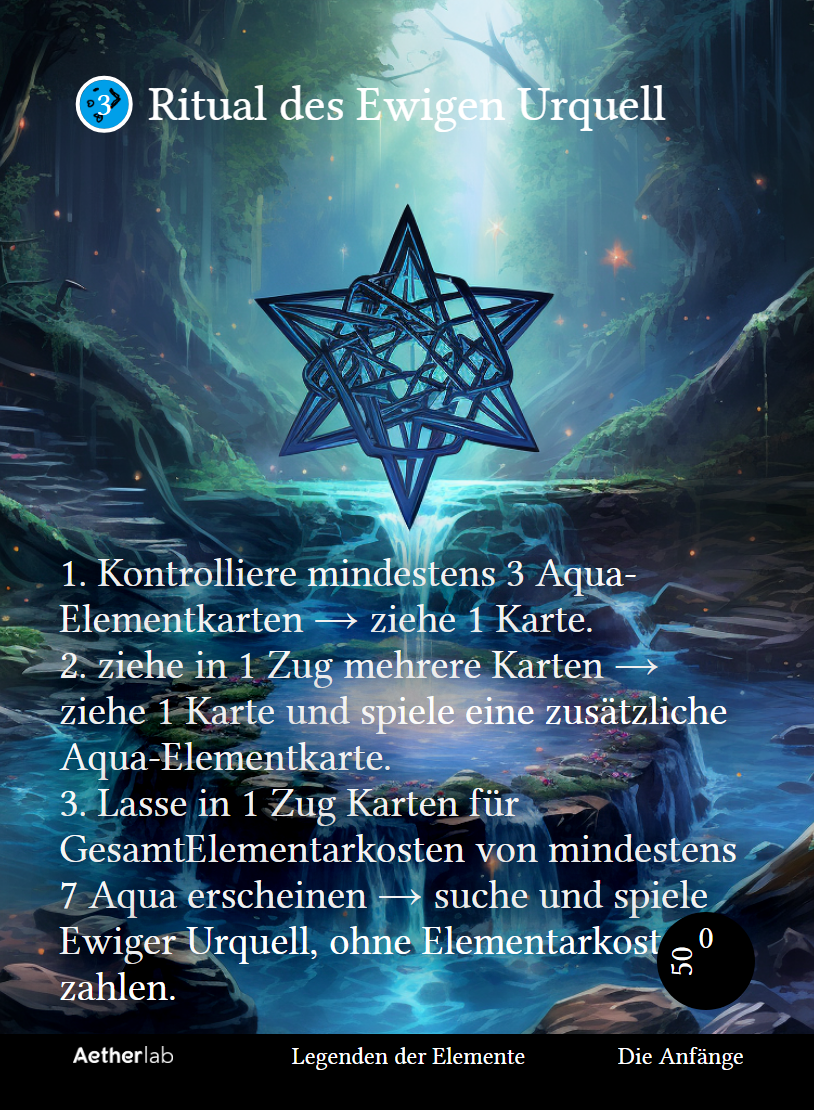 3 Ritual des Ewigen Urquell
1. Kontrolliere mindestens 3 Aqua-
Elementkarten → ziehe 1 Karte.
2. ziehe in 1 Zug mehrere Karten →
ziehe 1 Karte und spiele eine zusätzliche
Aqua-Elementkarte.
3. Lasse in 1 Zug Karten für
GesamtElementarkosten von mindestens
7 Aqua erscheinen → suche und spiele
Ewiger Urquell, ohne Elementarkost
zahlen.
0
50
Aetherlab Legenden der Elemente Die Anfänge